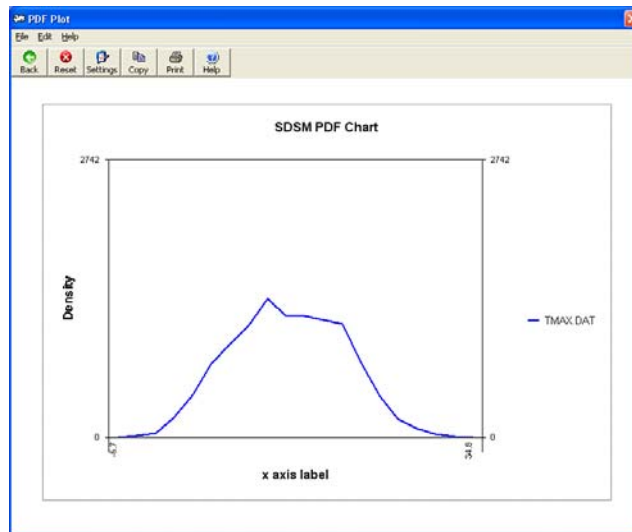 PDF Plot
File Edit Help
Back Reset Settings Copy Print Help
SDSM PDF Chart
2742 2742
Density
TMAX.DAT
0 0
34.8
x axis label